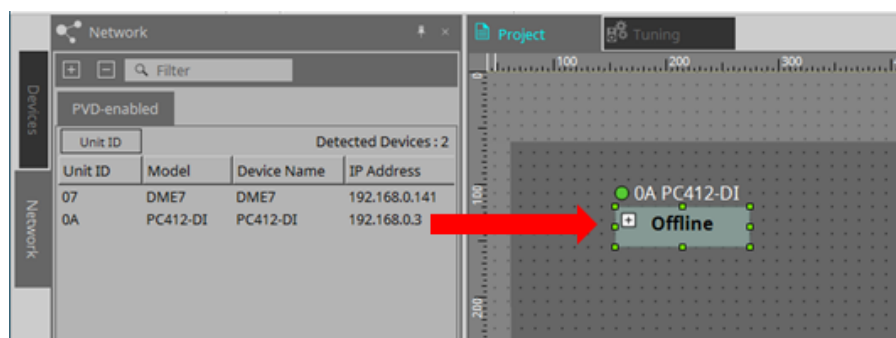 Network
Filter
PVD-enabled
Unit ID
Detected Devices : 2
Unit ID Model Device Name IP Address
07 DME7 DME7 192.168.0.141
0A PC412-DI PC412-DI 192.168.0.3
Devices
Network
Project
Tuning
100 200 300
0
100
200
0A PC412-DI
Offline